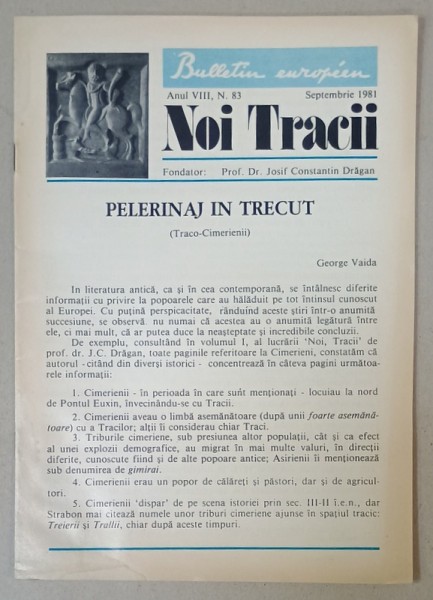 Bulletin européen
Anul VIII, N. 83 Septembrie 1981
Noi Tracii
Fondator: Prof. Dr. Josif Constantin Drăgan
PELERINAJ IN TRECUT
(Traco-Cimerienii)
George Vaida
In literatura antică, ca și în cea contemporană, se întâlnesc diferite
informații cu privire la popoarele care au hălăduit pe tot întinsul cunoscut
al Europei. Cu puțină perspicacitate, rânduind aceste știri într-o anumită
succesiune, se observă nu numai că acestea au o anumită legătură între
ele, ci mai mult, că ar putea duce la neașteptate și incredibile concluzii.
De exemplu, consultând în volumul I, al lucrării 'Noi, Tracii' de
prof. dr. J.C. Drăgan, toate paginile referitoare la Cimerieni, constatăm că
autorul - citând din diverși istorici - concentrează în câteva pagini următoa-
rele informații:
1. Cimerienii - în perioada în care sunt menționați - locuiau la nord
de Pontul Euxin, învecinându-se cu Tracii.
2. Cimerienii aveau o limbă asemănătoare (după unii foarte asemănă-
toare) cu a Tracilor; alții îi considerau chiar Traci.
3. Triburile cimeriene, sub presiunea altor populații, cât și ca efect
al unei explozii demografice, au migrat în mai multe valuri, în direcții
diferite, cunoscute fiind și de alte popoare antice; Asirienii îi menționează
sub denumirea de gimirai.
4. Cimerienii erau un popor de călăreți și păstori, dar și de agricul-
tori.
5. Cimerienii 'dispar' de pe scena istoriei prin sec. III-II î.e.n., dar
Strabon mai citează numele unor triburi cimeriene ajunse în spațiul tracic:
Treierii și Trallii, chiar după aceste timpuri.